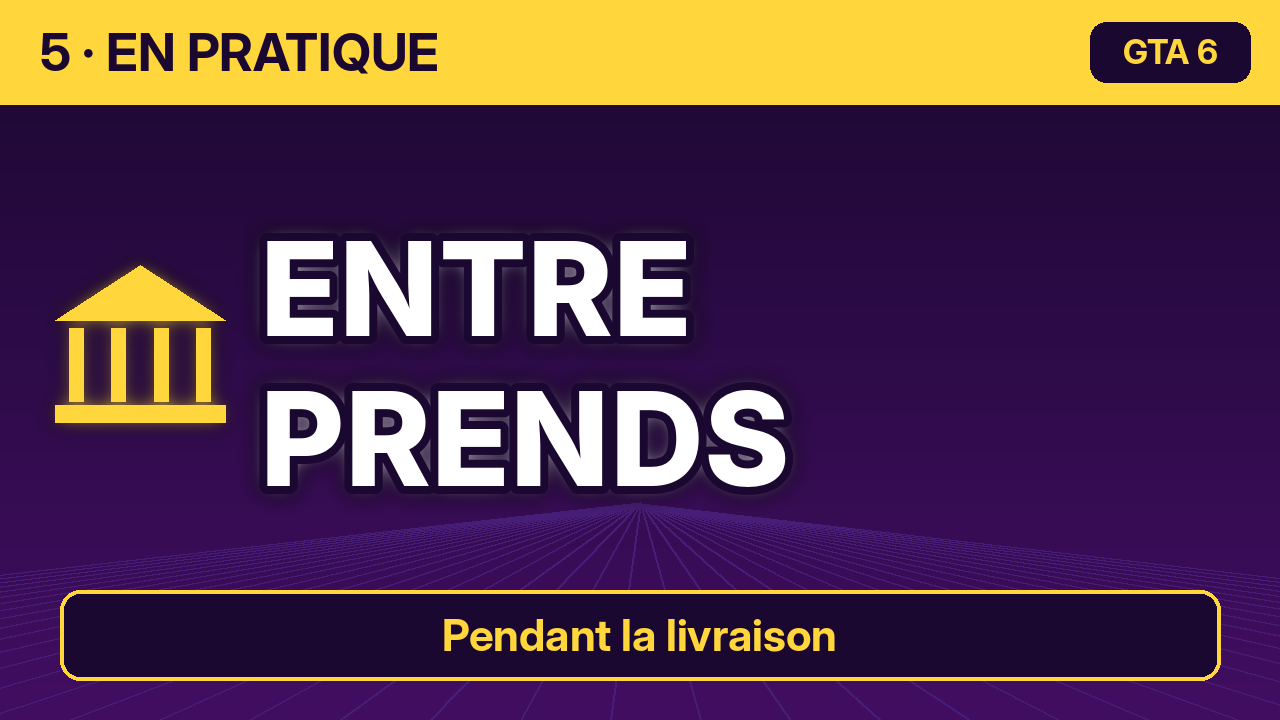 5 · EN PRATIQUE
GTA 6
ENTRE
PRENDS
Pendant la livraison